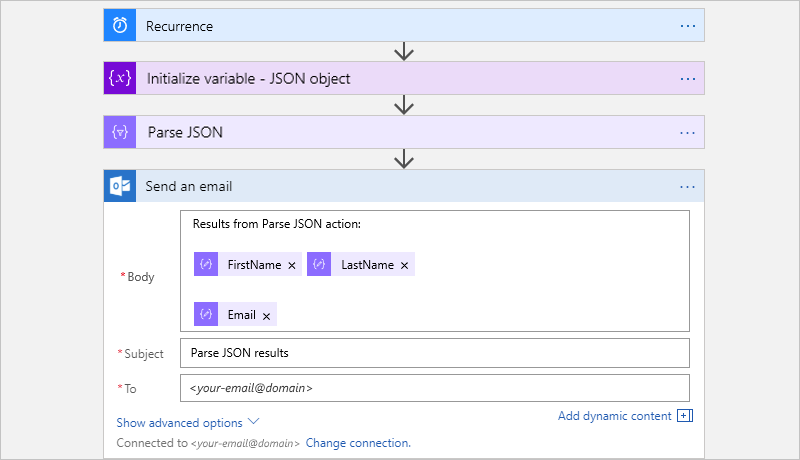 Recurrence ...
{x} Initialize variable - JSON object ...
Parse JSON ...
Send an email ...
Results from Parse JSON action:
FirstName × LastName ×
* Body
Email ×
* Subject Parse JSON results
* To <your-email@domain>
Show advanced options Add dynamic content
Connected to <your-email@domain> Change connection.